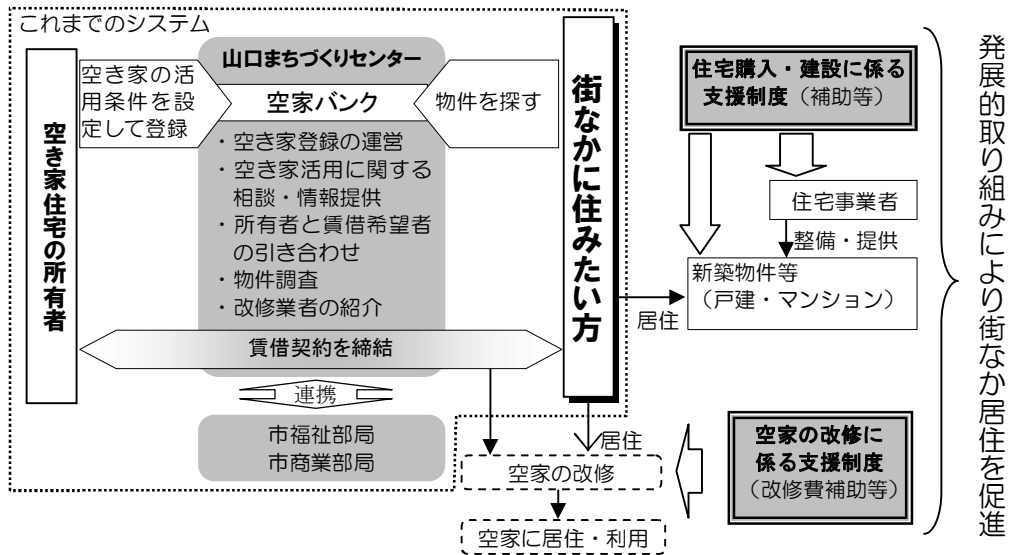 これまでのシステム
空き家住宅の所有者
空き家の活
用条件を設
定して登録
山口まちづくりセンター
空家バンク
・空き家登録の運営
・空き家活用に関する
相談・情報提供
・所有者と賃借希望者
の引き合わせ
・物件調査
・改修業者の紹介
物件を探す
街なかに住みたい方
賃借契約を締結
連携
市福祉部局
市商業部局
住宅購入・建設に係る
支援制度（補助等）
住宅事業者
整備・提供
新築物件等
（戸建・マンション）
居住
居住
空家の改修
空家に居住・利用
空家の改修に
係る支援制度
（改修費補助等）
発展的取り組みにより街なか居住を促進